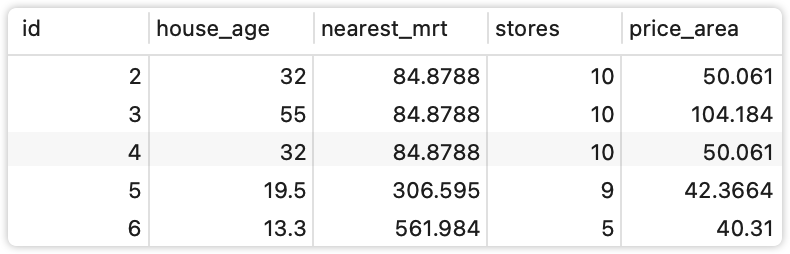 id house_age nearest_mrt stores price_area
2 32 84.8788 10 50.061
3 55 84.8788 10 104.184
4 32 84.8788 10 50.061
5 19.5 306.595 9 42.3664
6 13.3 561.984 5 40.31